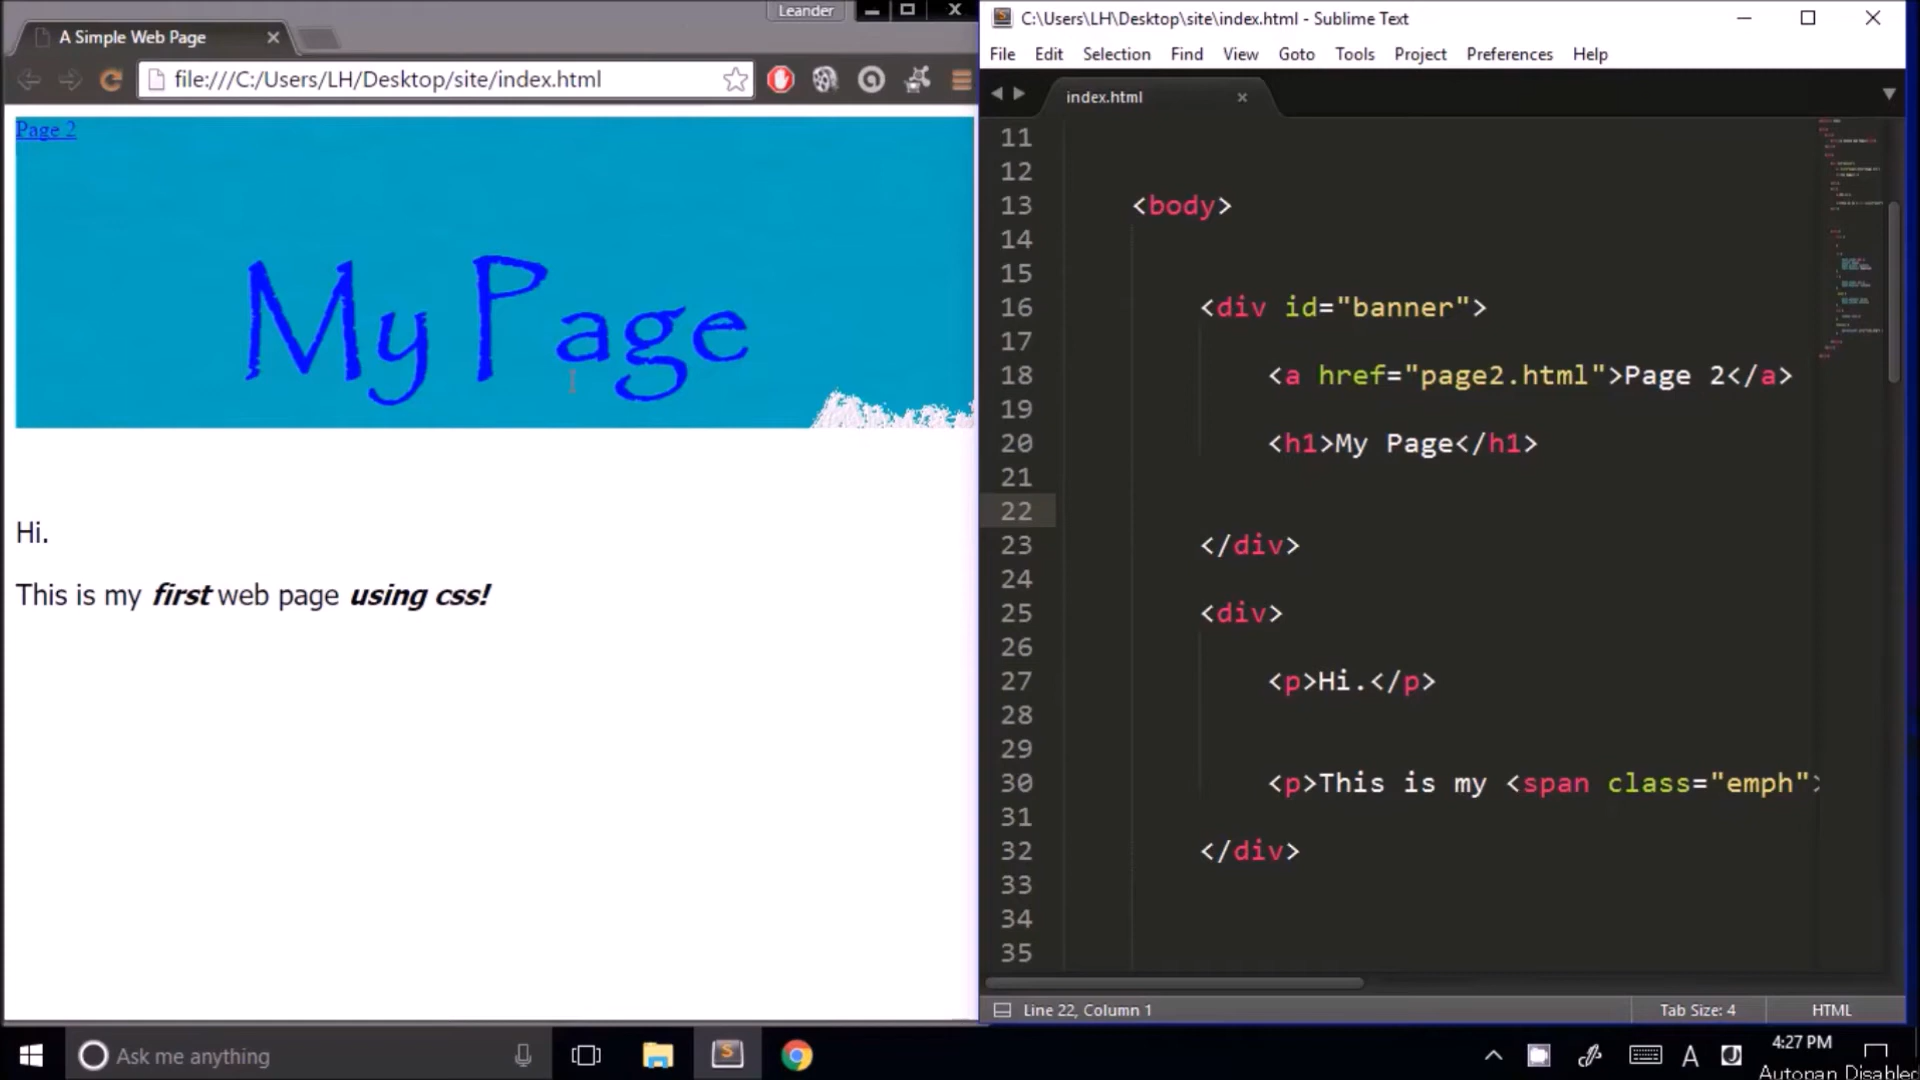 Leander
A Simple Web Page
file:///C:/Users/LH/Desktop/site/index.html
Page 2
My Page
Hi.
This is my first web page using css!
C:\Users\LH\Desktop\site\index.html - Sublime Text
File Edit Selection Find View Goto Tools Project Preferences Help
index.html
11
12
13 <body>
14
15
16 <div id="banner">
17
18 <a href="page2.html">Page 2</a>
19
20 <h1>My Page</h1>
21
22
23 </div>
24
25 <div>
26
27 <p>Hi.</p>
28
29
30 <p>This is my <span class="emph">
31
32 </div>
33
34
35
Line 22, Column 1 Tab Size: 4 HTML
Ask me anything
A
4:27 PM
Autopan Disabled